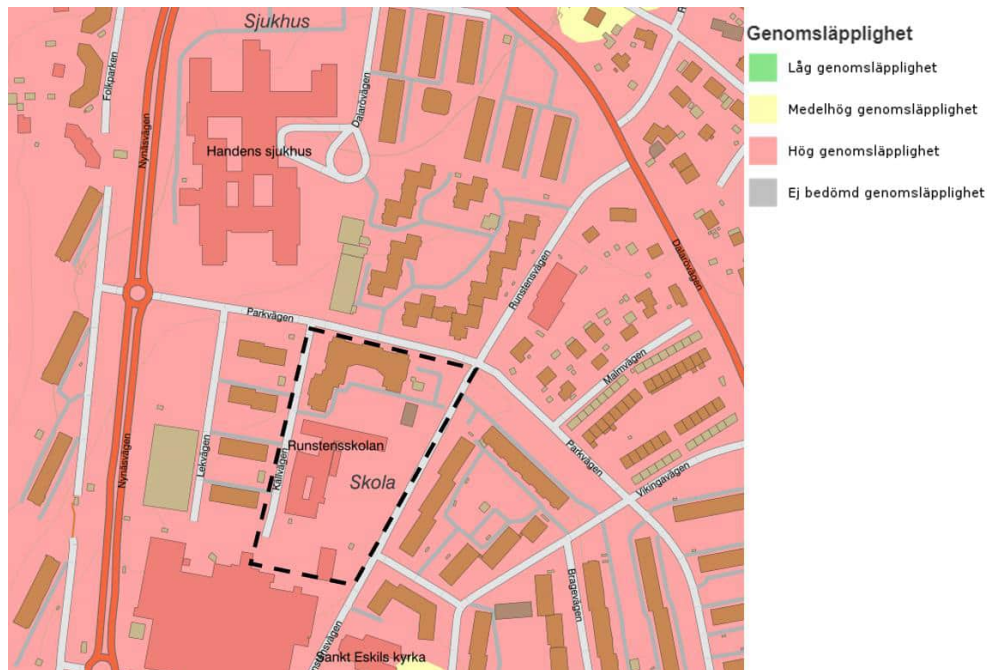 Sjukhus
Folkparken
Nynäsvägen
Dalarövägen
Handens sjukhus
Runstensvägen
Dalarövägen
Parkvägen
Malmvägen
Lekvägen
Källvägen
Runstensskolan
Skola
Nynäsvägen
Parkvägen
Vikingavägen
Bragevägen
Sankt Eskils kyrka
Genomsläpplighet
Låg genomsläpplighet
Medelhög genomsläpplighet
Hög genomsläpplighet
Ej bedömd genomsläpplighet